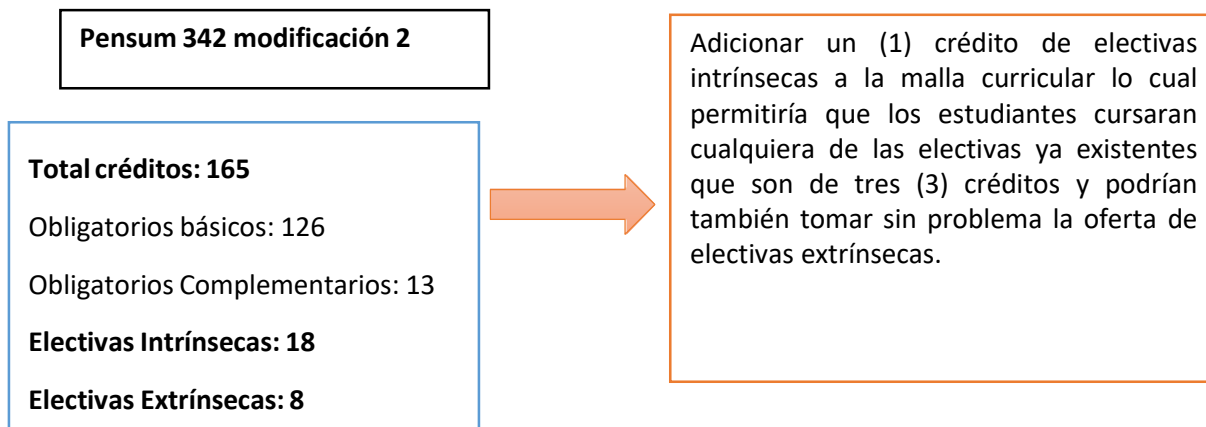 Pensum 342 modificación 2
Total créditos: 165
Obligatorios básicos: 126
Obligatorios Complementarios: 13
Electivas Intrínsecas: 18
Electivas Extrínsecas: 8
Adicionar un (1) crédito de electivas
intrínsecas a la malla curricular lo cual
permitiría que los estudiantes cursaran
cualquiera de las electivas ya existentes
que son de tres (3) créditos y podrían
también tomar sin problema la oferta de
electivas extrínsecas.